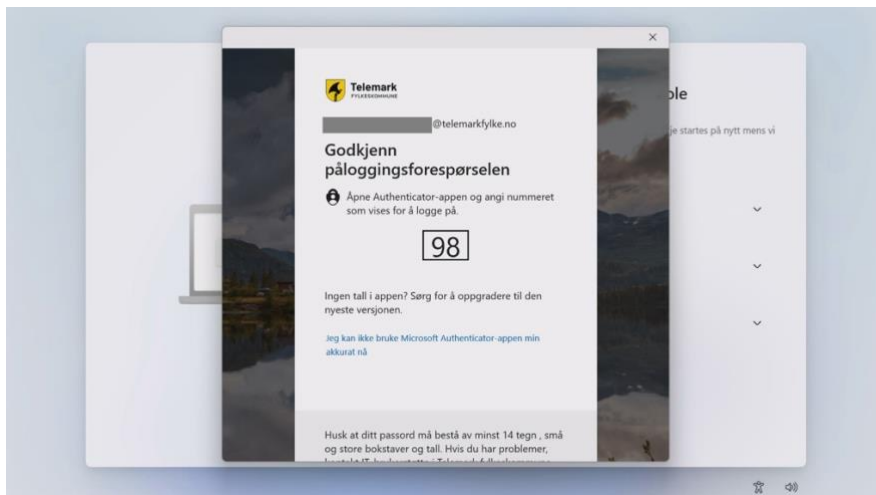 Telemark
FYLKESKOMMUNE
@telemarkfylke.no
Godkjenn
påloggingsforespørselen
Åpne Authenticator-appen og angi nummeret
som vises for å logge på.
98
Ingen tall i appen? Sørg for å oppgradere til den
nyeste versjonen.
Jeg kan ikke bruke Microsoft Authenticator-appen min
akkurat nå
Husk at ditt passord må bestå av minst 14 tegn , små
og store bokstaver og tall. Hvis du har problemer,
startes på nytt mens vi